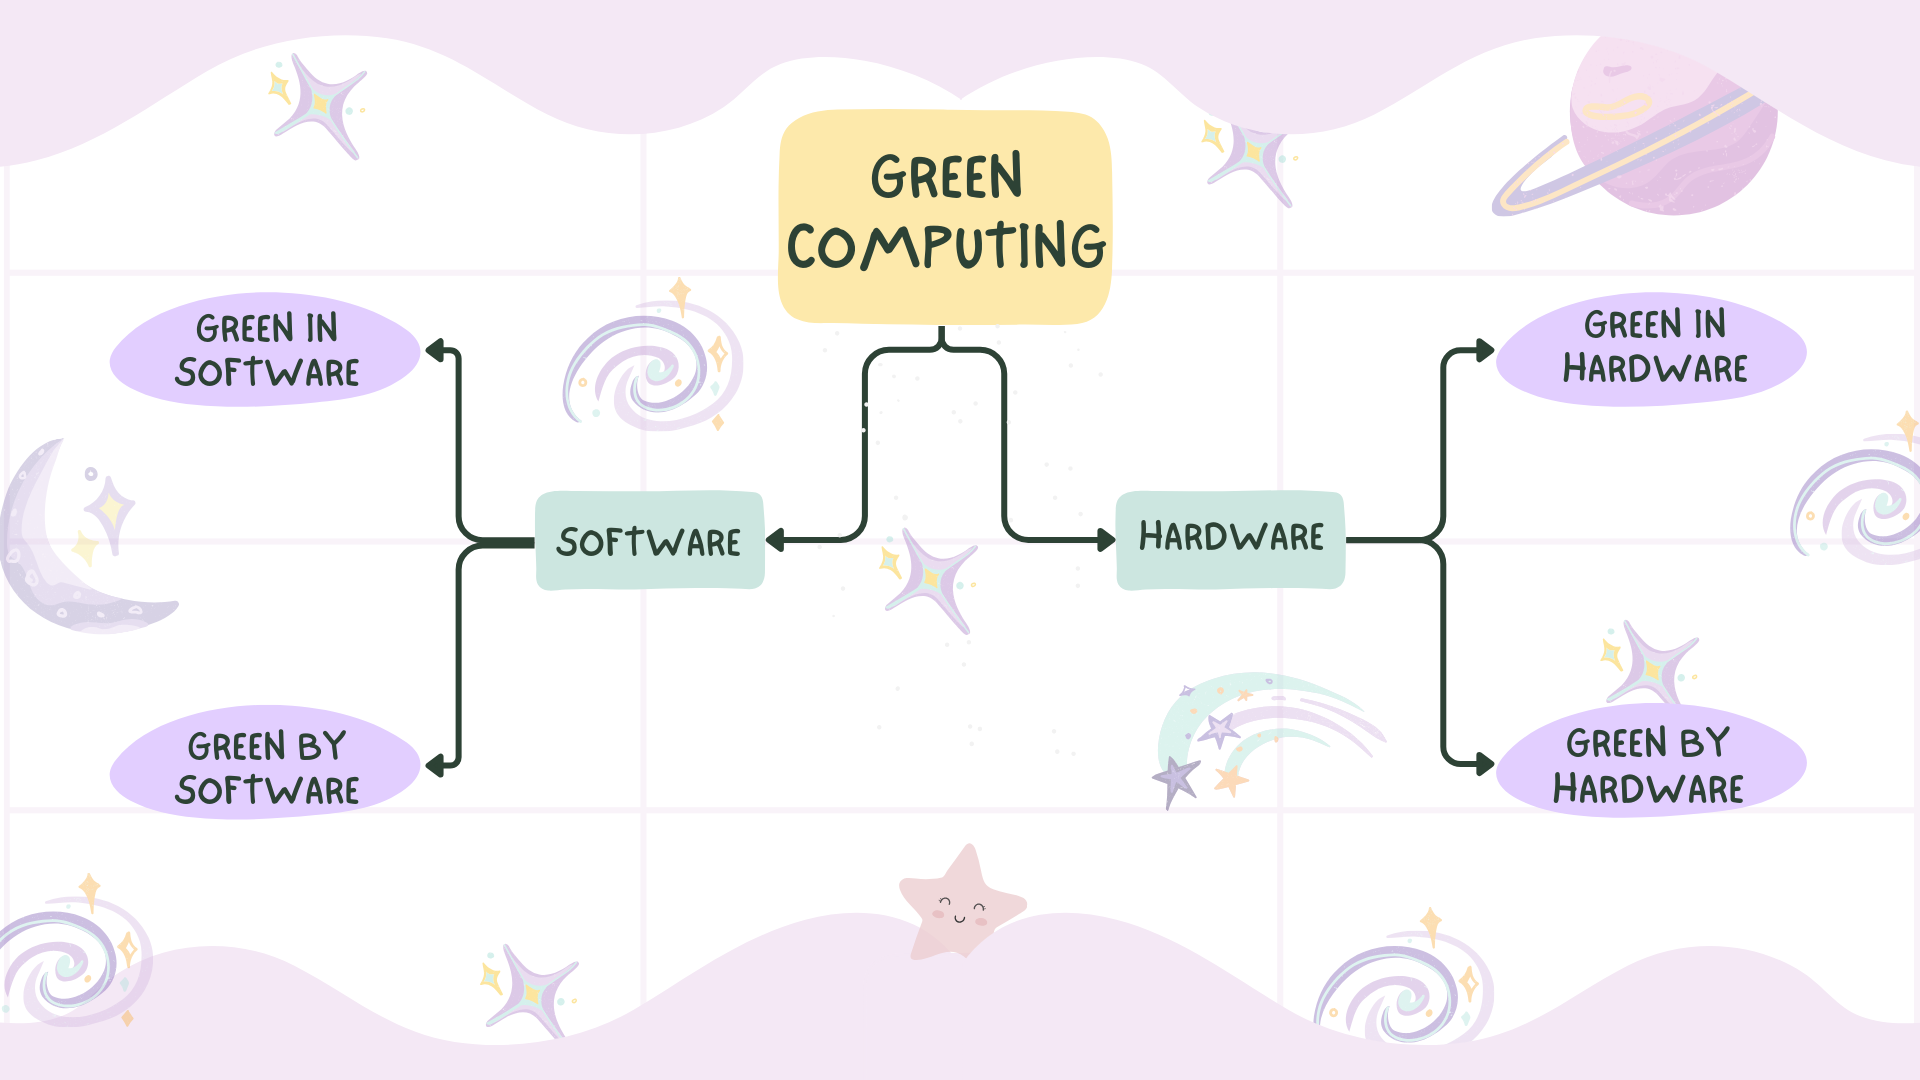 GREEN
COMPUTING
GREEN IN
SOFTWARE
GREEN IN
HARDWARE
SOFTWARE
HARDWARE
GREEN BY
SOFTWARE
GREEN BY
HARDWARE